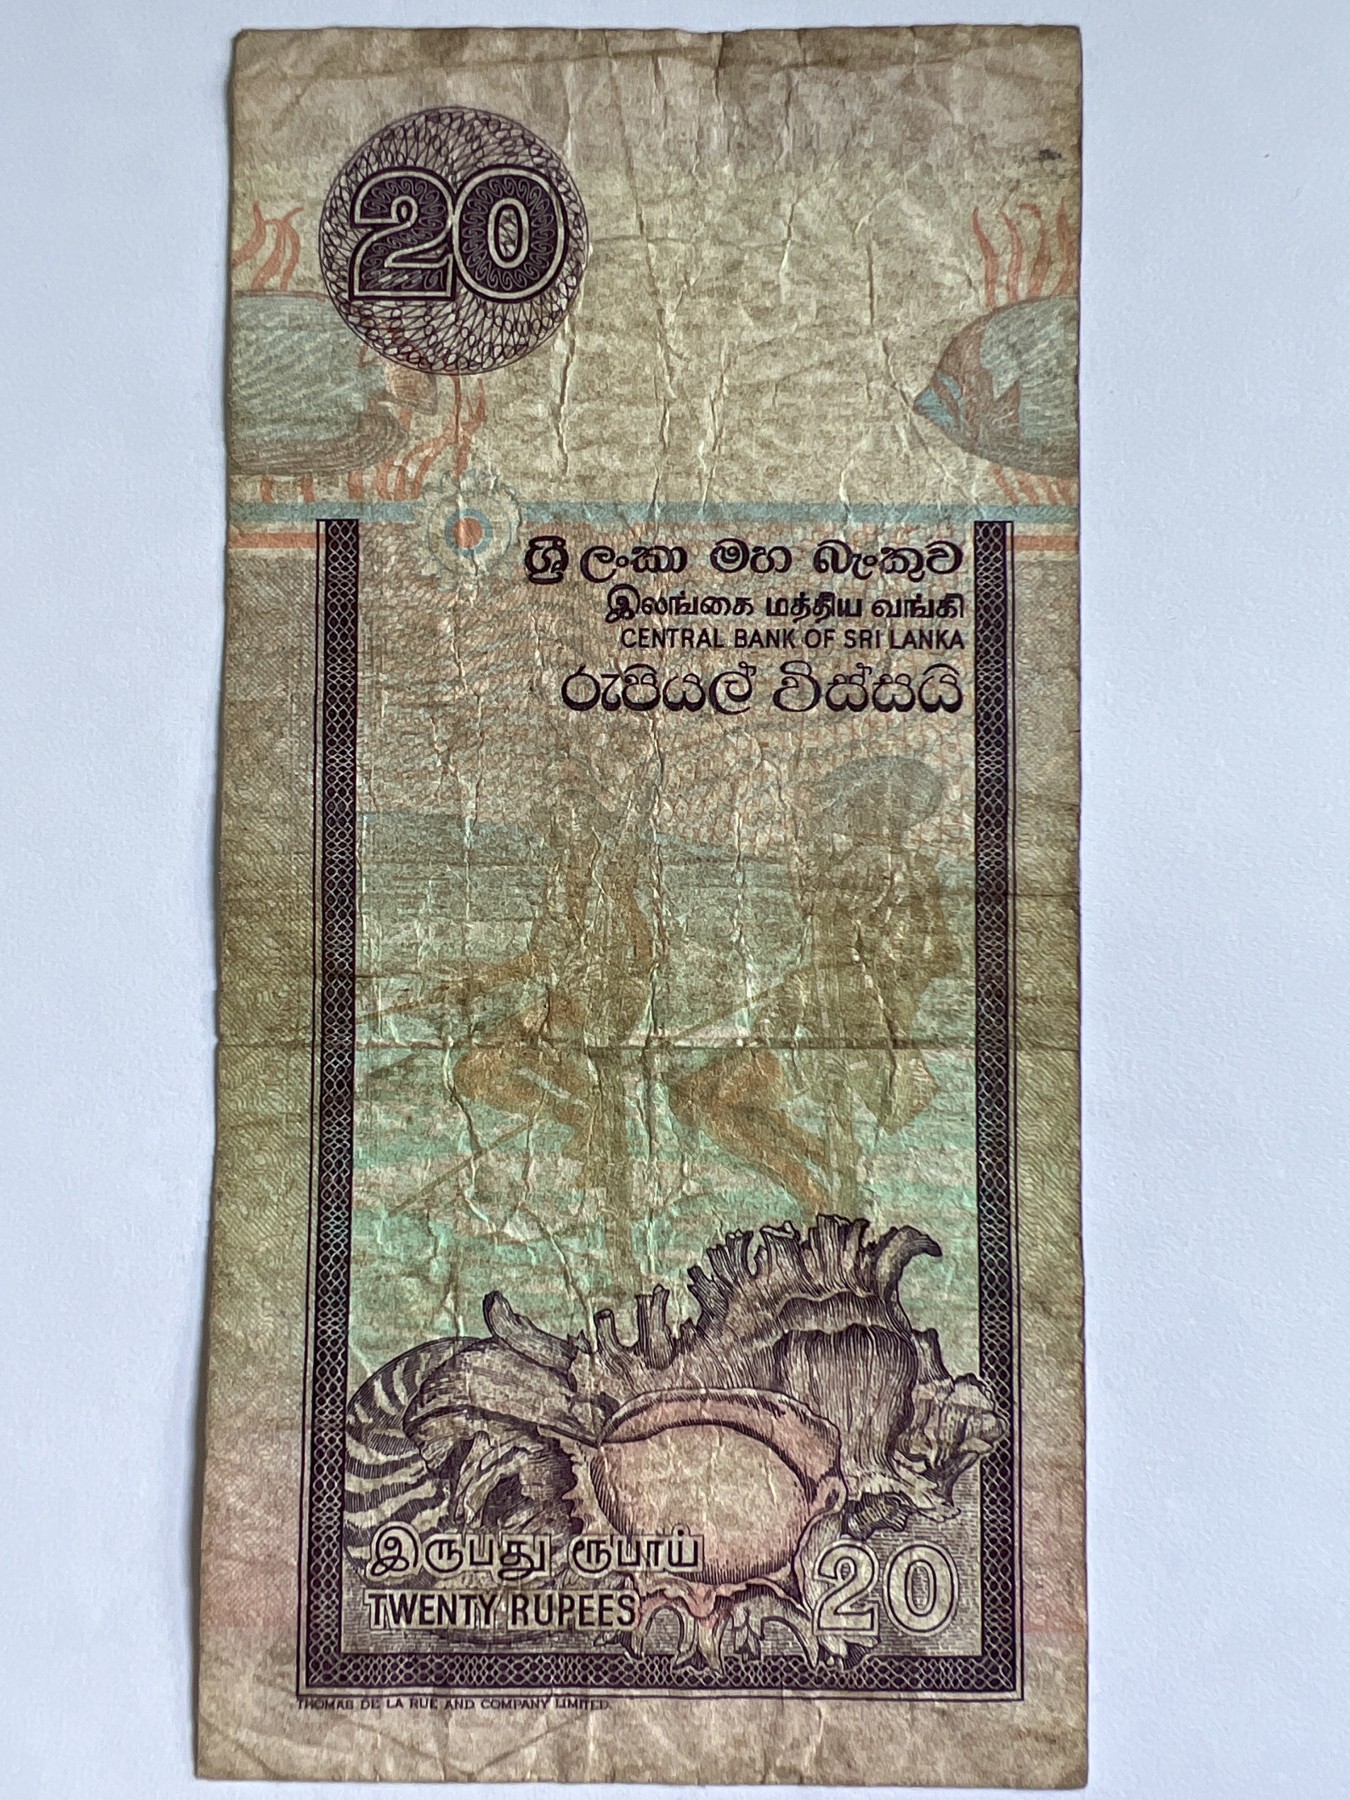 20
ශ්‍රී ලංකා මහ බැංකුව
இலங்கை மத்திய வங்கி
CENTRAL BANK OF SRI LANKA
රුපියල් විස්සයි
இருபது ரூபாய்
TWENTY RUPEES
20
THOMAS DE LA RUE AND COMPANY LIMITED.